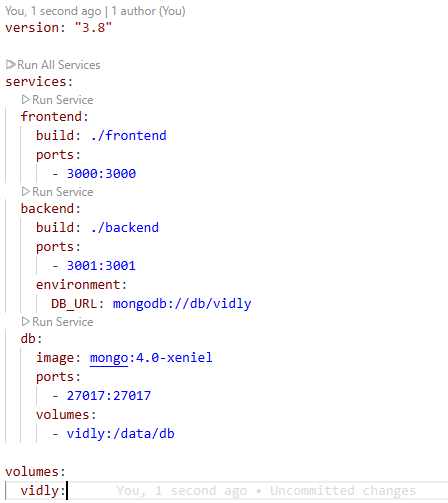 You, 1 second ago | 1 author (You)
version: "3.8"
Run All Services
services:
Run Service
frontend:
build: ./frontend
ports:
- 3000:3000
Run Service
backend:
build: ./backend
ports:
- 3001:3001
environment:
DB_URL: mongodb://db/vidly
Run Service
db:
image: mongo:4.0-xeniel
ports:
- 27017:27017
volumes:
- vidly:/data/db
volumes:
vidly: You, 1 second ago • Uncommitted changes